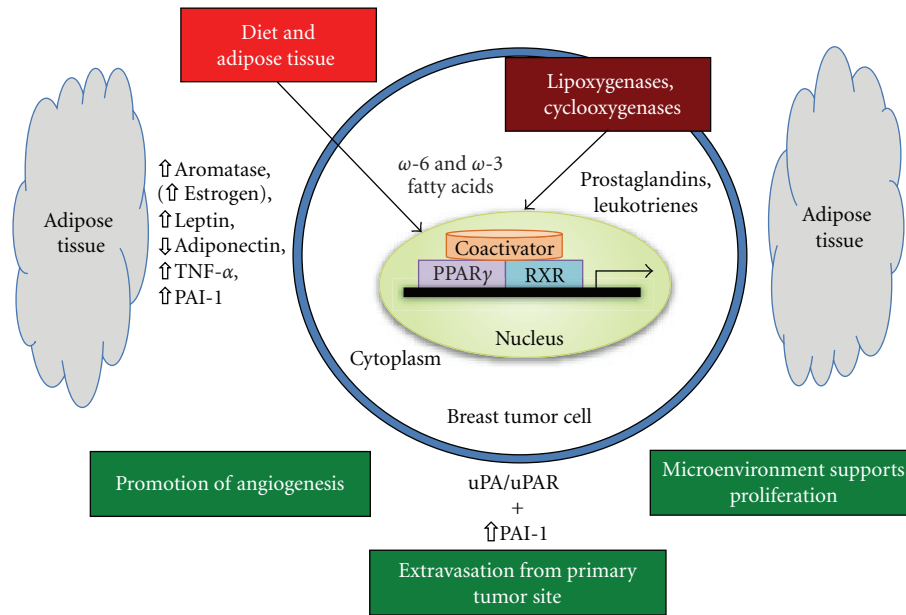 Diet and
adipose tissue
Lipoxygenases,
cyclooxygenases
Adipose
tissue
⇧Aromatase,
(⇧ Estrogen),
⇧Leptin,
⇩Adiponectin,
⇧TNF-α,
⇧PAI-1
ω-6 and ω-3
fatty acids
Prostaglandins,
leukotrienes
Adipose
tissue
Coactivator
PPARγ RXR
Nucleus
Cytoplasm
Breast tumor cell
Promotion of angiogenesis
uPA/uPAR
+
⇧PAI-1
Microenvironment supports
proliferation
Extravasation from primary
tumor site